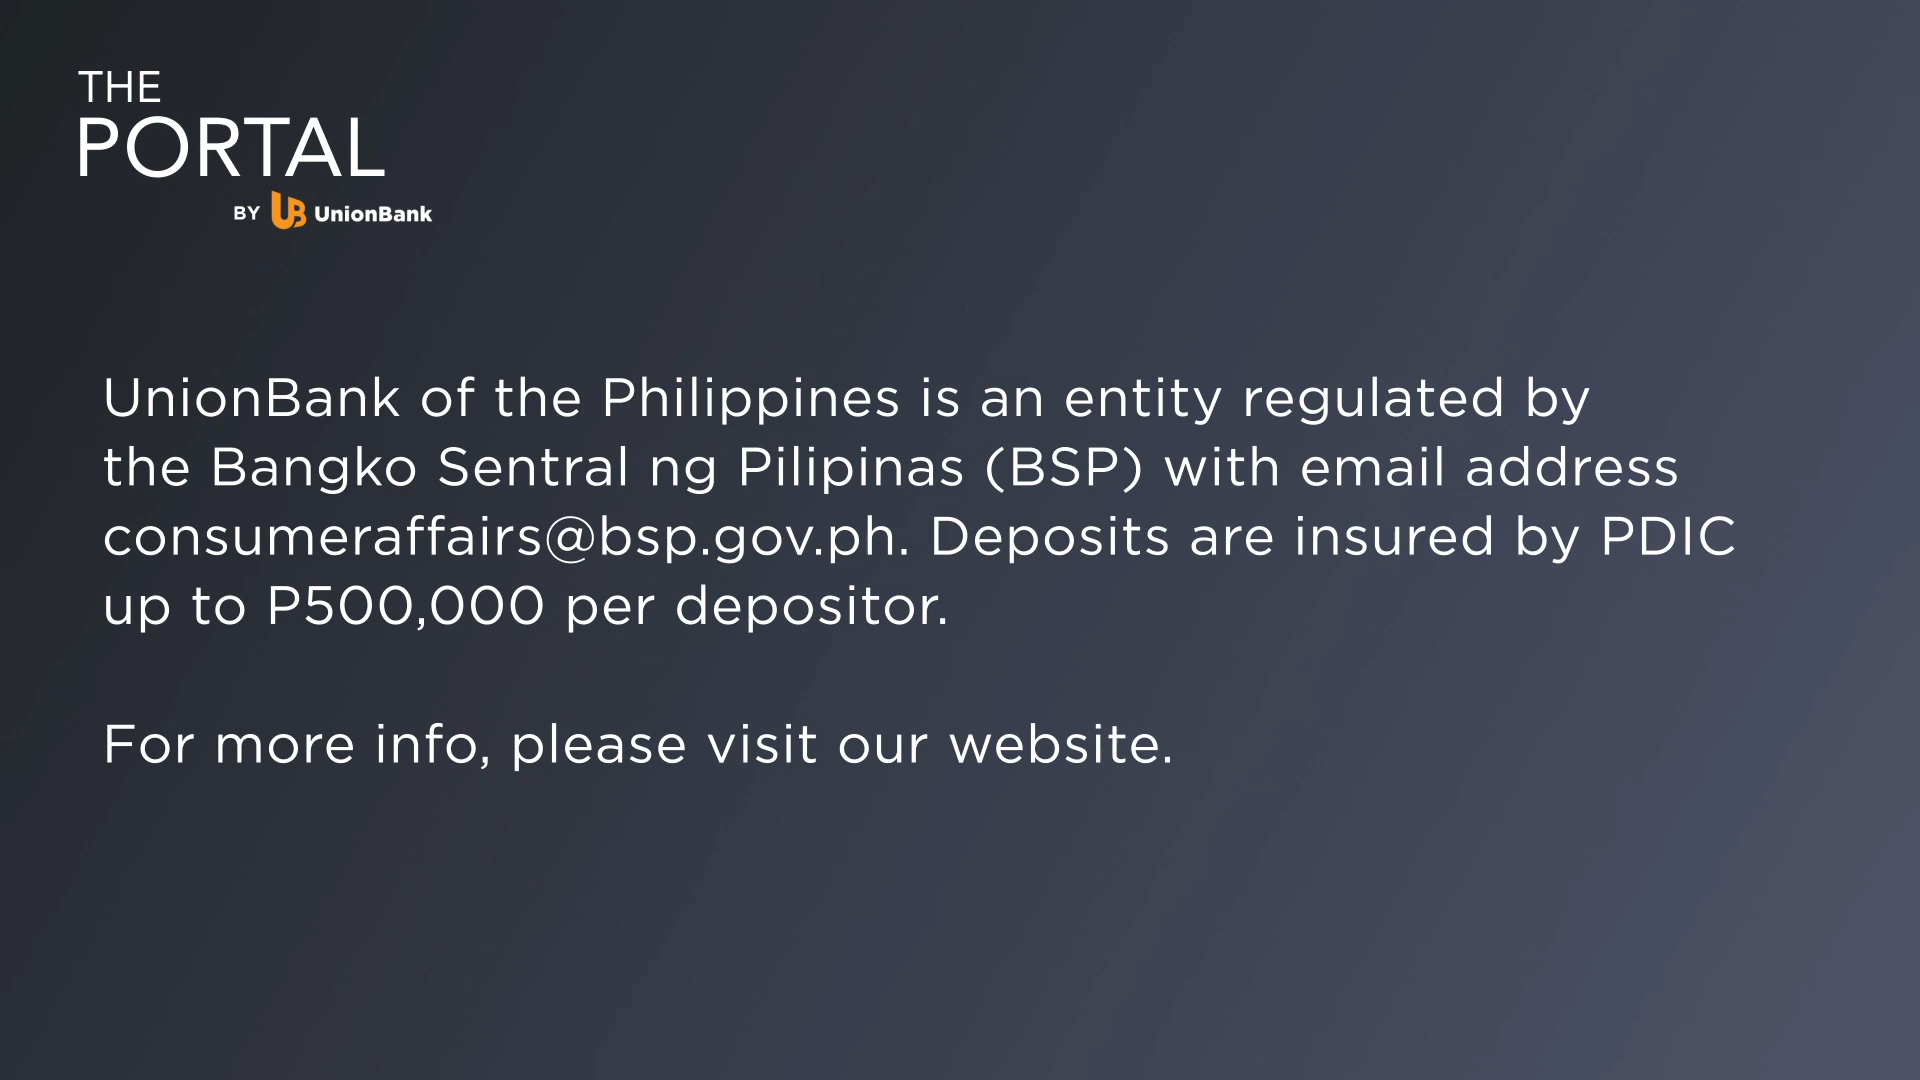 THE
PORTAL
BY UB UnionBank
UnionBank of the Philippines is an entity regulated by
the Bangko Sentral ng Pilipinas (BSP) with email address
consumeraffairs@bsp.gov.ph. Deposits are insured by PDIC
up to P500,000 per depositor.
For more info, please visit our website.